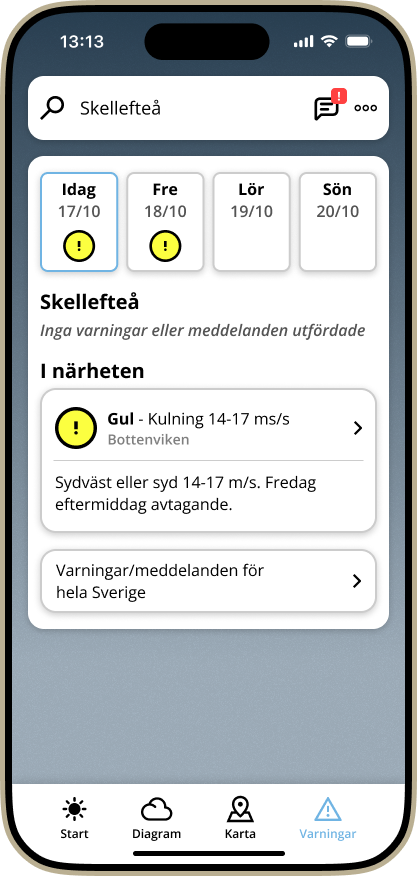 13:13
Skellefteå
!
Idag
17/10
!
Fre
18/10
!
Lör
19/10
Sön
20/10
Skellefteå
Inga varningar eller meddelanden utfördade
I närheten
!
Gul - Kulning 14-17 ms/s
Bottenviken
Sydväst eller syd 14-17 m/s. Fredag
eftermiddag avtagande.
Varningar/meddelanden för
hela Sverige
Start
Diagram
Karta
Varningar